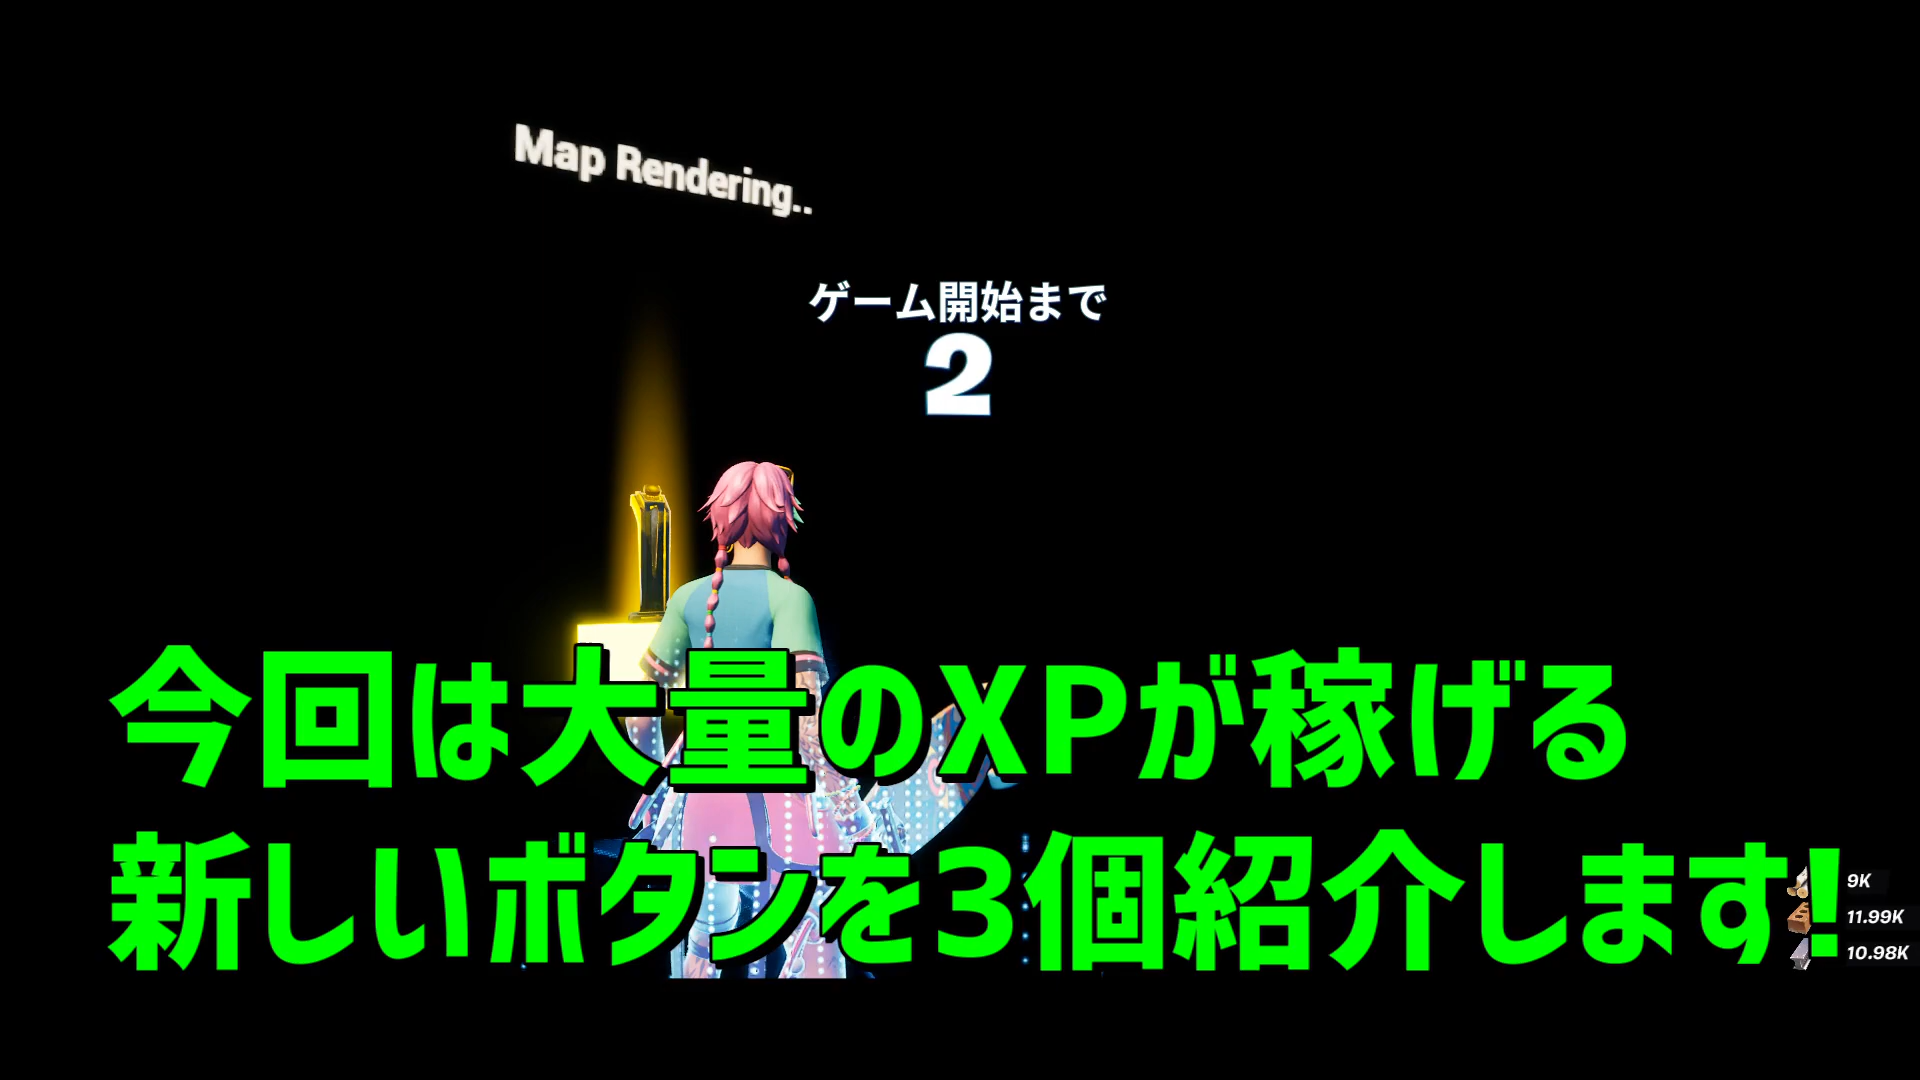 Map Rendering..
ゲーム開始まで
2
今回は大量のXPが稼げる
新しいボタンを3個紹介します!
9K
11.99K
10.98K